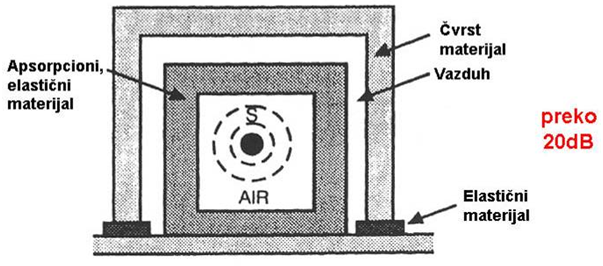 Čvrst
materijal
Apsorpcioni,
elastični
materijal
Vazduh
preko
20dB
S
AIR
Elastični
materijal